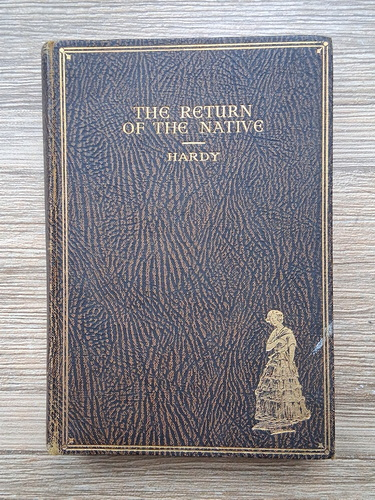 THE RETURN
OF THE NATIVE
HARDY